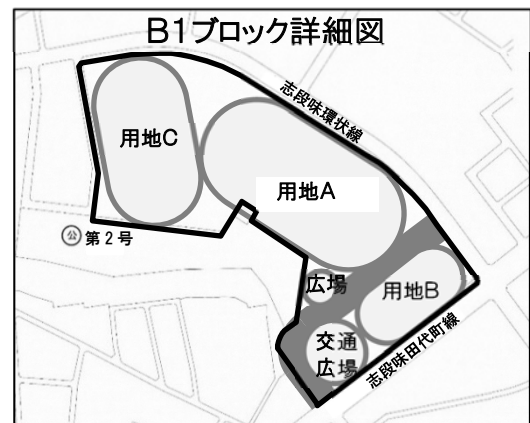 B1ブロック詳細図
志段味環状線
用地C
用地A
公 第2号
広場
用地B
交通
広場
志段味田代町線